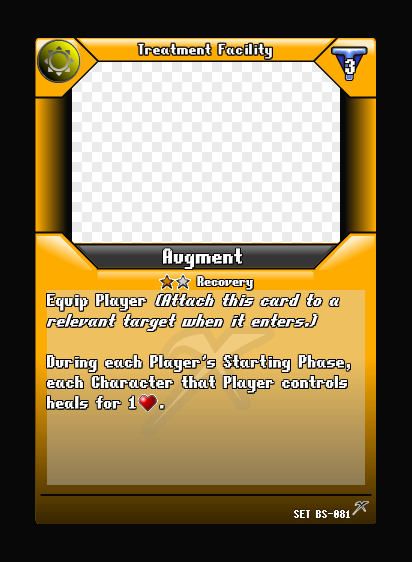 Treatment Facility
3
Augment
Recovery
Equip Player (Attach this card to a
relevant target when it enters.)
During each Player's Starting Phase,
each Character that Player controls
heals for 1❤.
SET BS-081